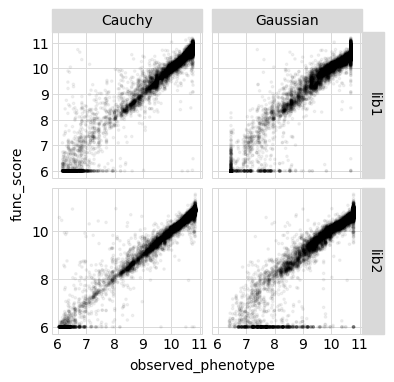 Cauchy Gaussian
11
10
9
8
7
6
lib1
func_score
10
8
6
lib2
6 7 8 9 10 11 6 7 8 9 10 11
observed_phenotype